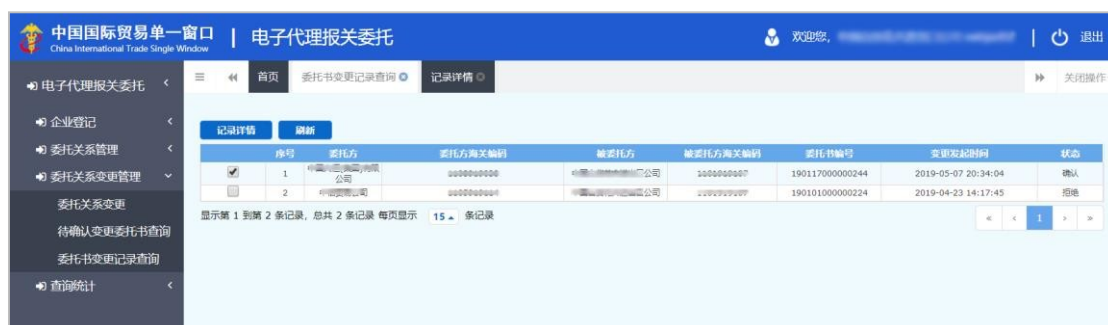 中国国际贸易单一窗口 | 电子代理报关委托 欢迎您, | 退出
China International Trade Single Window
电子代理报关委托
首页 委托书变更记录查询 记录详情 关闭操作
企业登记
委托关系管理
委托关系变更管理
委托关系变更
待确认变更委托书查询
委托书变更记录查询
查询统计
记录详情 刷新
序号 委托方 委托方海关编码 被委托方 被委托方海关编码 委托书编号 变更发起时间 状态
1 公司 公司 190117000000244 2019-05-07 20:34:04 确认
2 公司 公司 190101000000224 2019-04-23 14:17:45 拒绝
显示第 1 到第 2 条记录, 总共 2 条记录 每页显示 15 条记录
« ‹ 1 › »